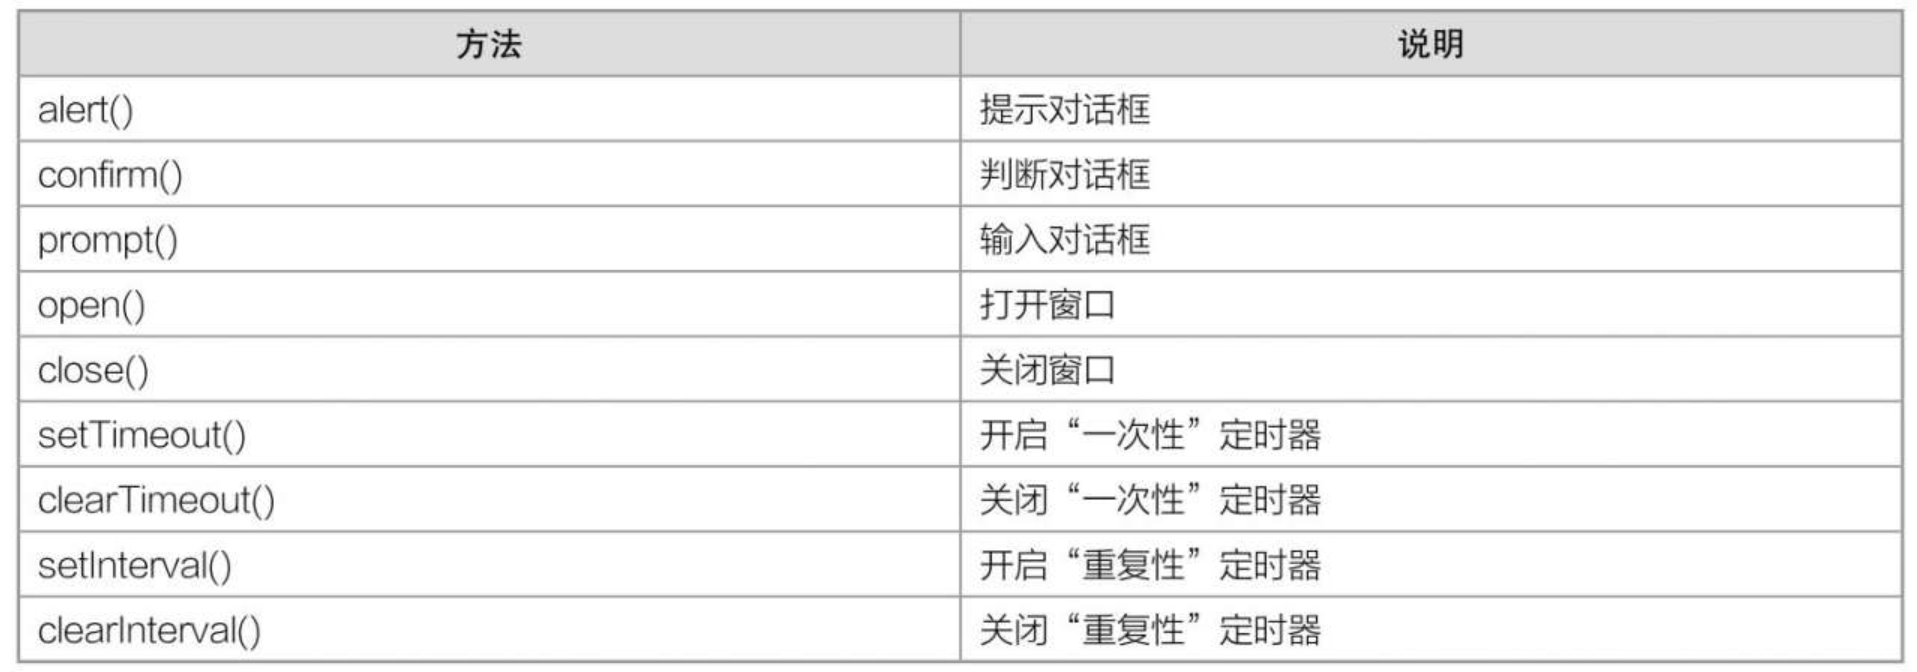 方法 说明
alert() 提示对话框
confirm() 判断对话框
prompt() 输入对话框
open() 打开窗口
close() 关闭窗口
setTimeout() 开启“一次性”定时器
clearTimeout() 关闭“一次性”定时器
setInterval() 开启“重复性”定时器
clearInterval() 关闭“重复性”定时器